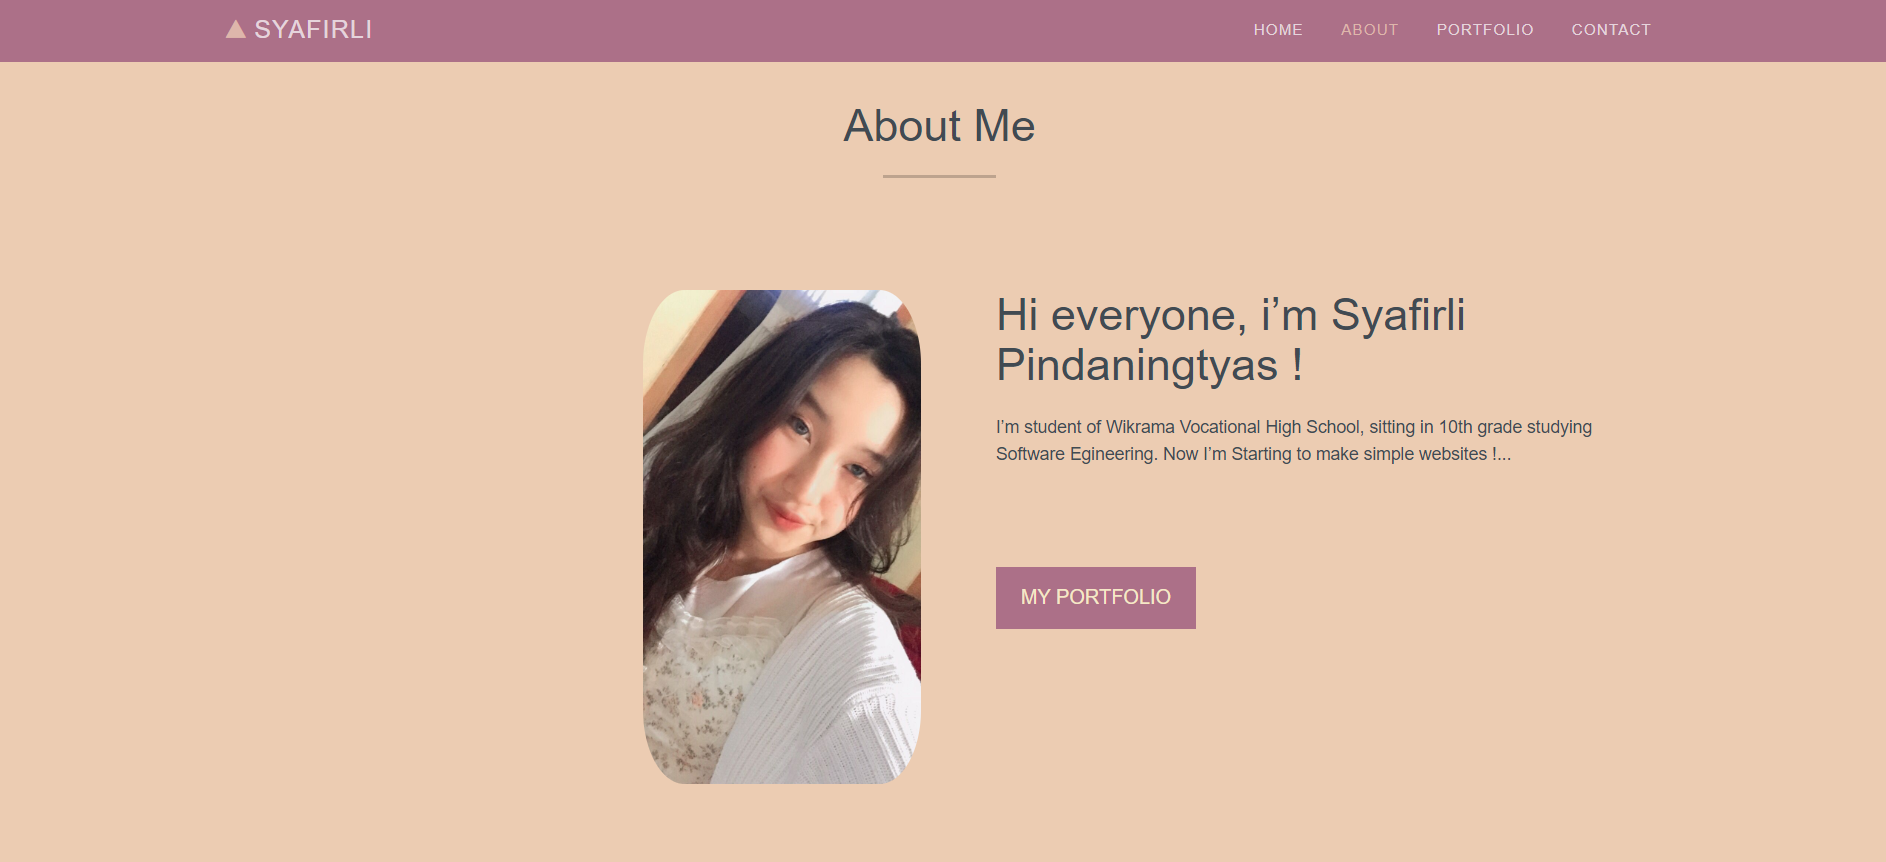 SYAFIRLI
HOME ABOUT PORTFOLIO CONTACT
About Me
Hi everyone, i’m Syafirli
Pindaningtyas !
I’m student of Wikrama Vocational High School, sitting in 10th grade studying
Software Egineering. Now I’m Starting to make simple websites !...
MY PORTFOLIO